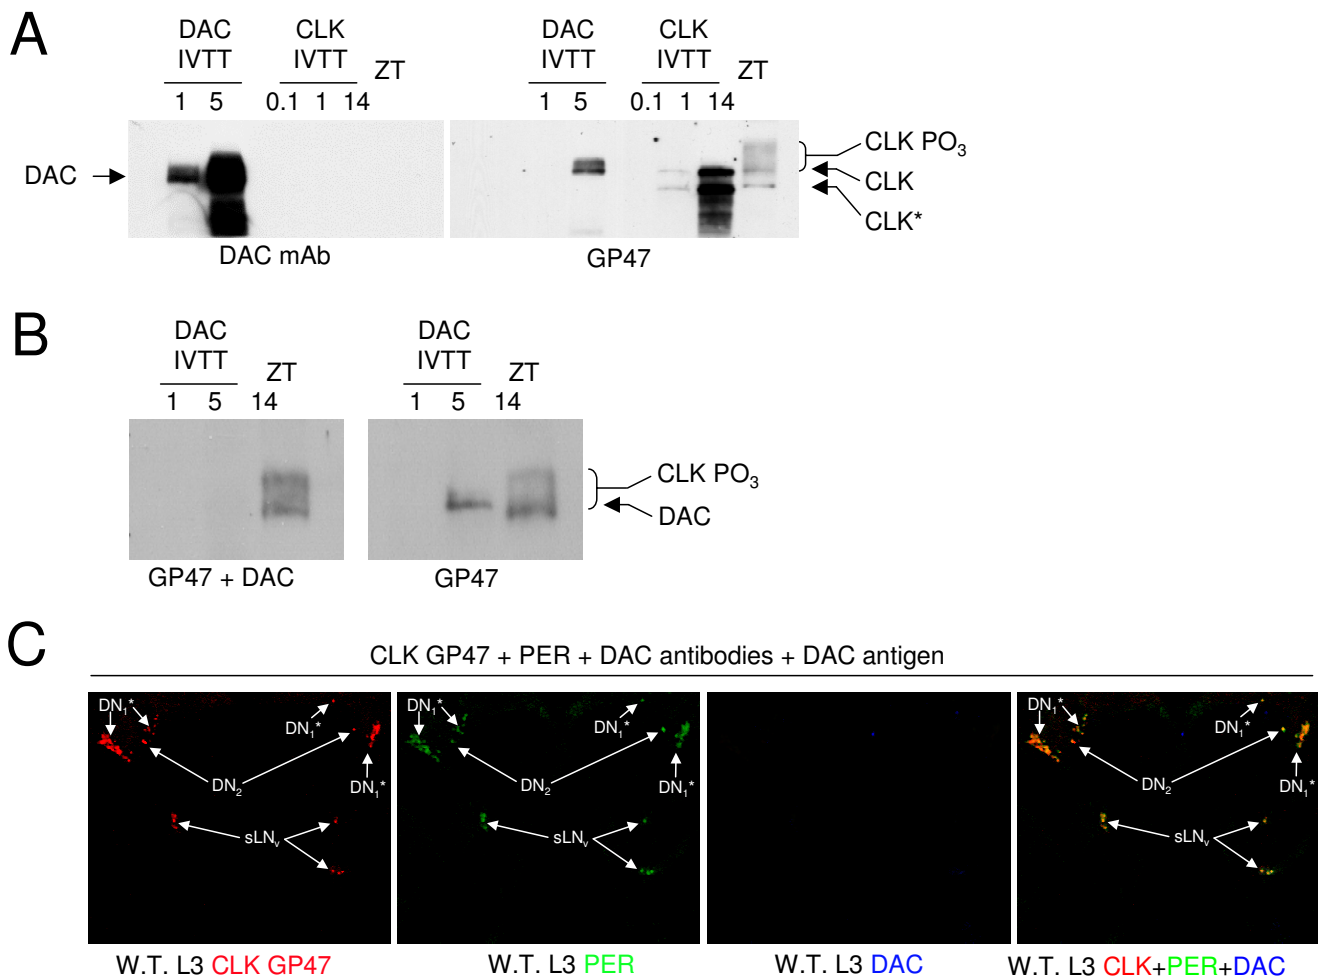 A
DAC
IVTT
CLK
IVTT
ZT
1 5 0.1 1 14
DAC
DAC mAb
DAC
IVTT
CLK
IVTT
ZT
1 5 0.1 1 14
CLK PO3
CLK
CLK*
GP47
B
DAC
IVTT
ZT
1 5 14
GP47 + DAC
DAC
IVTT
ZT
1 5 14
CLK PO3
DAC
GP47
C
CLK GP47 + PER + DAC antibodies + DAC antigen
DN1*
DN1*
DN2
DN1*
sLNv
W.T. L3 CLK GP47
DN1*
DN1*
DN2
DN1*
sLNv
W.T. L3 PER
W.T. L3 DAC
DN1*
DN1*
DN2
DN1*
sLNv
W.T. L3 CLK+PER+DAC